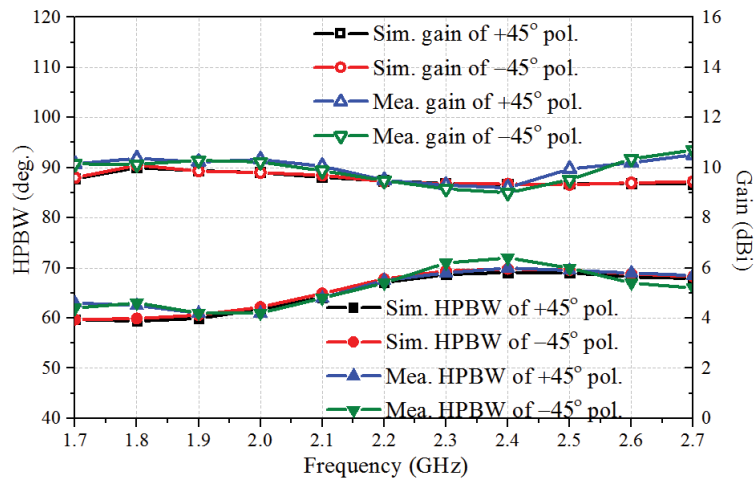 120
110
100
90
80
70
60
50
40
HPBW (deg.)
16
14
12
10
8
6
4
2
0
Gain (dBi)
Sim. gain of +45° pol.
Sim. gain of −45° pol.
Mea. gain of +45° pol.
Mea. gain of −45° pol.
Sim. HPBW of +45° pol.
Sim. HPBW of −45° pol.
Mea. HPBW of +45° pol.
Mea. HPBW of −45° pol.
1.7 1.8 1.9 2.0 2.1 2.2 2.3 2.4 2.5 2.6 2.7
Frequency (GHz)